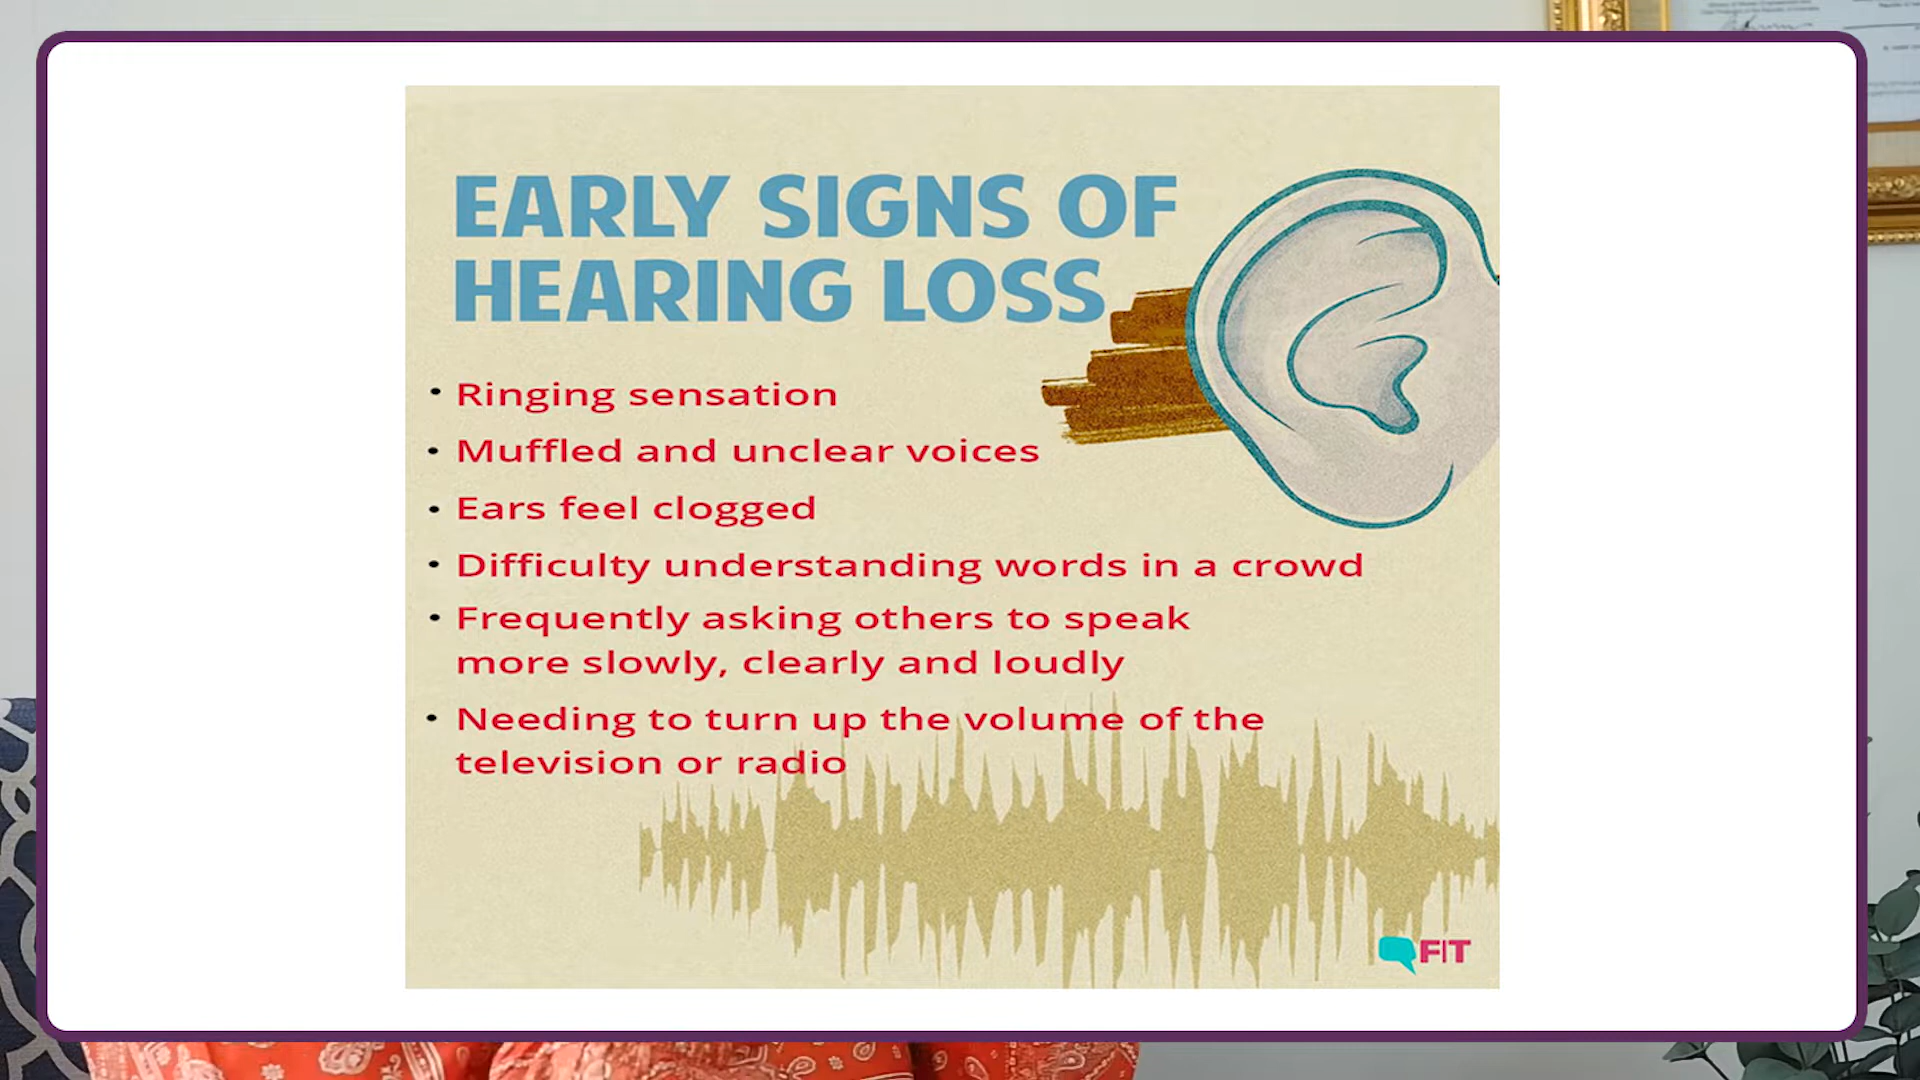 EARLY SIGNS OF
HEARING LOSS
• Ringing sensation
• Muffled and unclear voices
• Ears feel clogged
• Difficulty understanding words in a crowd
• Frequently asking others to speak
more slowly, clearly and loudly
• Needing to turn up the volume of the
television or radio
FIT